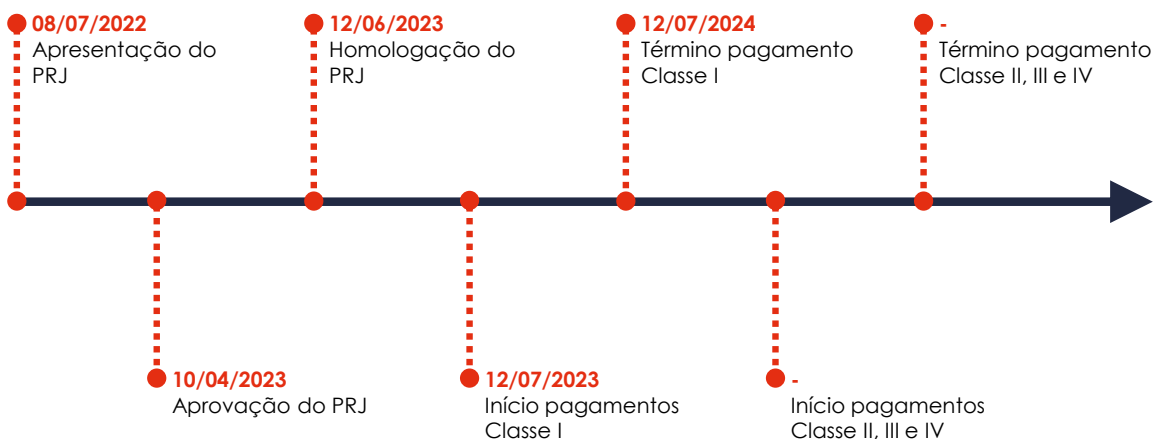 08/07/2022
Apresentação do
PRJ
12/06/2023
Homologação do
PRJ
12/07/2024
Término pagamento
Classe I
-
Término pagamento
Classe II, III e IV
10/04/2023
Aprovação do PRJ
12/07/2023
Início pagamentos
Classe I
-
Início pagamentos
Classe II, III e IV